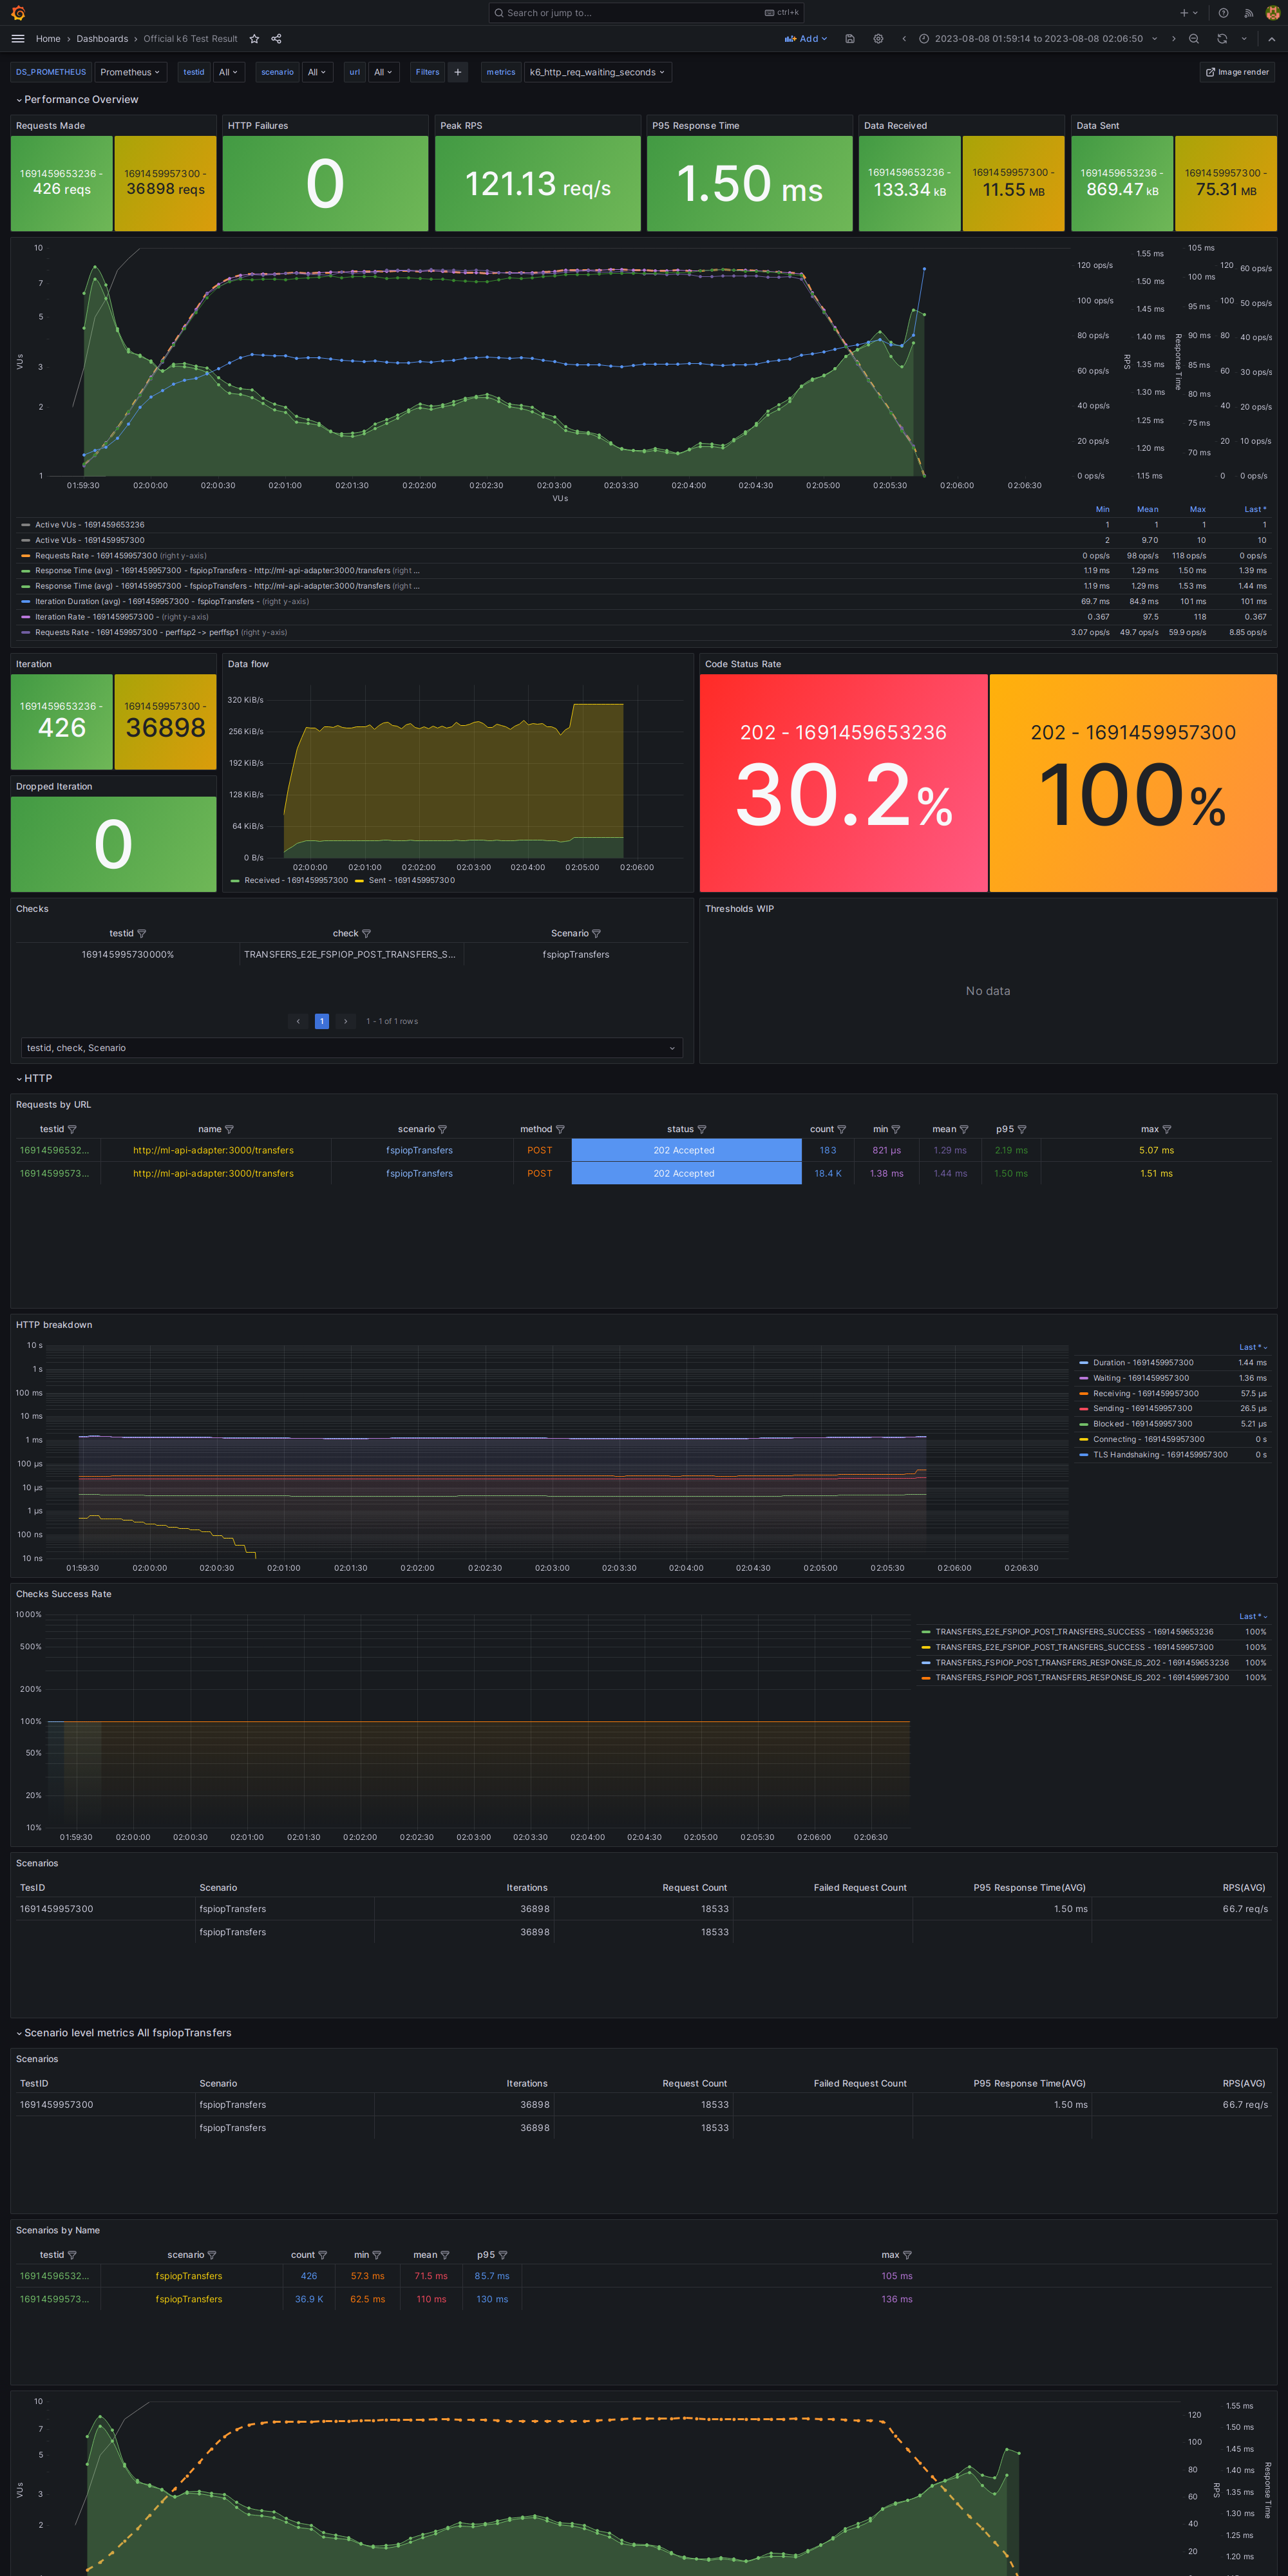 Search or jump to...
ctrl+k
Home › Dashboards › Official k6 Test Result
Add
2023-08-08 01:59:14 to 2023-08-08 02:06:50
DS_PROMETHEUS Prometheus testid All scenario All url All Filters + metrics k6_http_req_waiting_seconds
Image render
Performance Overview
Requests Made
1691459653236 -
426 reqs
1691459957300 -
36898 reqs
HTTP Failures
0
Peak RPS
121.13 req/s
P95 Response Time
1.50 ms
Data Received
1691459653236 -
133.34 kB
1691459957300 -
11.55 MB
Data Sent
1691459653236 -
869.47 kB
1691459957300 -
75.31 MB
10
7
5
3
2
1
VUs
120 ops/s
100 ops/s
80 ops/s
60 ops/s
40 ops/s
20 ops/s
0 ops/s
RPS
1.55 ms
1.50 ms
1.45 ms
1.40 ms
1.35 ms
1.30 ms
1.25 ms
1.20 ms
1.15 ms
Response Time
105 ms
100 ms
95 ms
90 ms
85 ms
80 ms
75 ms
70 ms
120
100
80
60
40
20
0
60 ops/s
50 ops/s
40 ops/s
30 ops/s
20 ops/s
10 ops/s
0 ops/s
01:59:30 02:00:00 02:00:30 02:01:00 02:01:30 02:02:00 02:02:30 02:03:00 02:03:30 02:04:00 02:04:30 02:05:00 02:05:30 02:06:00 02:06:30
VUs
Min Mean Max Last *
Active VUs - 1691459653236 1 1 1 1
Active VUs - 1691459957300 2 9.70 10 10
Requests Rate - 1691459957300 (right y-axis) 0 ops/s 98 ops/s 118 ops/s 0 ops/s
Response Time (avg) - 1691459957300 - fspiopTransfers - http://ml-api-adapter:3000/transfers (right ... 1.19 ms 1.29 ms 1.50 ms 1.39 ms
Response Time (avg) - 1691459957300 - fspiopTransfers - http://ml-api-adapter:3000/transfers (right ... 1.19 ms 1.29 ms 1.53 ms 1.44 ms
Iteration Duration (avg) - 1691459957300 - fspiopTransfers - (right y-axis) 69.7 ms 84.9 ms 101 ms 101 ms
Iteration Rate - 1691459957300 - (right y-axis) 0.367 97.5 118 0.367
Requests Rate - 1691459957300 - perffsp2 -> perffsp1 (right y-axis) 3.07 ops/s 49.7 ops/s 59.9 ops/s 8.85 ops/s
Iteration
1691459653236 -
426
1691459957300 -
36898
Dropped Iteration
0
Data flow
320 KiB/s
256 KiB/s
192 KiB/s
128 KiB/s
64 KiB/s
0 B/s
02:00:00 02:01:00 02:02:00 02:03:00 02:04:00 02:05:00 02:06:00
Received - 1691459957300 Sent - 1691459957300
Code Status Rate
202 - 1691459653236
30.2%
202 - 1691459957300
100%
Checks
testid check Scenario
169145995730000% TRANSFERS_E2E_FSPIOP_POST_TRANSFERS_S... fspiopTransfers
1
1 - 1 of 1 rows
testid, check, Scenario
Thresholds WIP
No data
HTTP
Requests by URL
testid name scenario method status count min mean p95 max
16914596532... http://ml-api-adapter:3000/transfers fspiopTransfers POST 202 Accepted 183 821 µs 1.29 ms 2.19 ms 5.07 ms
16914599573... http://ml-api-adapter:3000/transfers fspiopTransfers POST 202 Accepted 18.4 K 1.38 ms 1.44 ms 1.50 ms 1.51 ms
HTTP breakdown
10 s
1 s
100 ms
10 ms
1 ms
100 µs
10 µs
1 µs
100 ns
10 ns
01:59:30 02:00:00 02:00:30 02:01:00 02:01:30 02:02:00 02:02:30 02:03:00 02:03:30 02:04:00 02:04:30 02:05:00 02:05:30 02:06:00 02:06:30
Last *
Duration - 1691459957300 1.44 ms
Waiting - 1691459957300 1.36 ms
Receiving - 1691459957300 57.5 µs
Sending - 1691459957300 26.5 µs
Blocked - 1691459957300 5.21 µs
Connecting - 1691459957300 0 s
TLS Handshaking - 1691459957300 0 s
Checks Success Rate
1000%
500%
200%
100%
50%
20%
10%
01:59:30 02:00:00 02:00:30 02:01:00 02:01:30 02:02:00 02:02:30 02:03:00 02:03:30 02:04:00 02:04:30 02:05:00 02:05:30 02:06:00 02:06:30
Last *
TRANSFERS_E2E_FSPIOP_POST_TRANSFERS_SUCCESS - 1691459653236 100%
TRANSFERS_E2E_FSPIOP_POST_TRANSFERS_SUCCESS - 1691459957300 100%
TRANSFERS_FSPIOP_POST_TRANSFERS_RESPONSE_IS_202 - 1691459653236 100%
TRANSFERS_FSPIOP_POST_TRANSFERS_RESPONSE_IS_202 - 1691459957300 100%
Scenarios
TesID Scenario Iterations Request Count Failed Request Count P95 Response Time(AVG) RPS(AVG)
1691459957300 fspiopTransfers 36898 18533 1.50 ms 66.7 req/s
fspiopTransfers 36898 18533
Scenario level metrics All fspiopTransfers
Scenarios
TestID Scenario Iterations Request Count Failed Request Count P95 Response Time(AVG) RPS(AVG)
1691459957300 fspiopTransfers 36898 18533 1.50 ms 66.7 req/s
fspiopTransfers 36898 18533
Scenarios by Name
testid scenario count min mean p95 max
16914596532... fspiopTransfers 426 57.3 ms 71.5 ms 85.7 ms 105 ms
16914599573... fspiopTransfers 36.9 K 62.5 ms 110 ms 130 ms 136 ms
10
7
5
3
2
VUs
120
100
80
60
40
20
RPS
1.55 ms
1.50 ms
1.45 ms
1.40 ms
1.35 ms
1.30 ms
1.25 ms
1.20 ms
Response Time